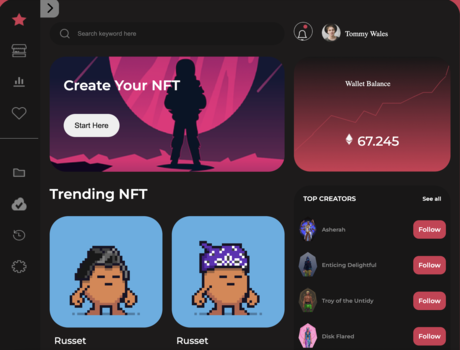 Search keyword here
Tommy Wales
Create Your NFT
Start Here
Wallet Balance
67.245
Trending NFT
TOP CREATORS
See all
Asherah
Follow
Enticing Delightful
Follow
Troy of the Untidy
Follow
Disk Flared
Follow
Russet
Russet